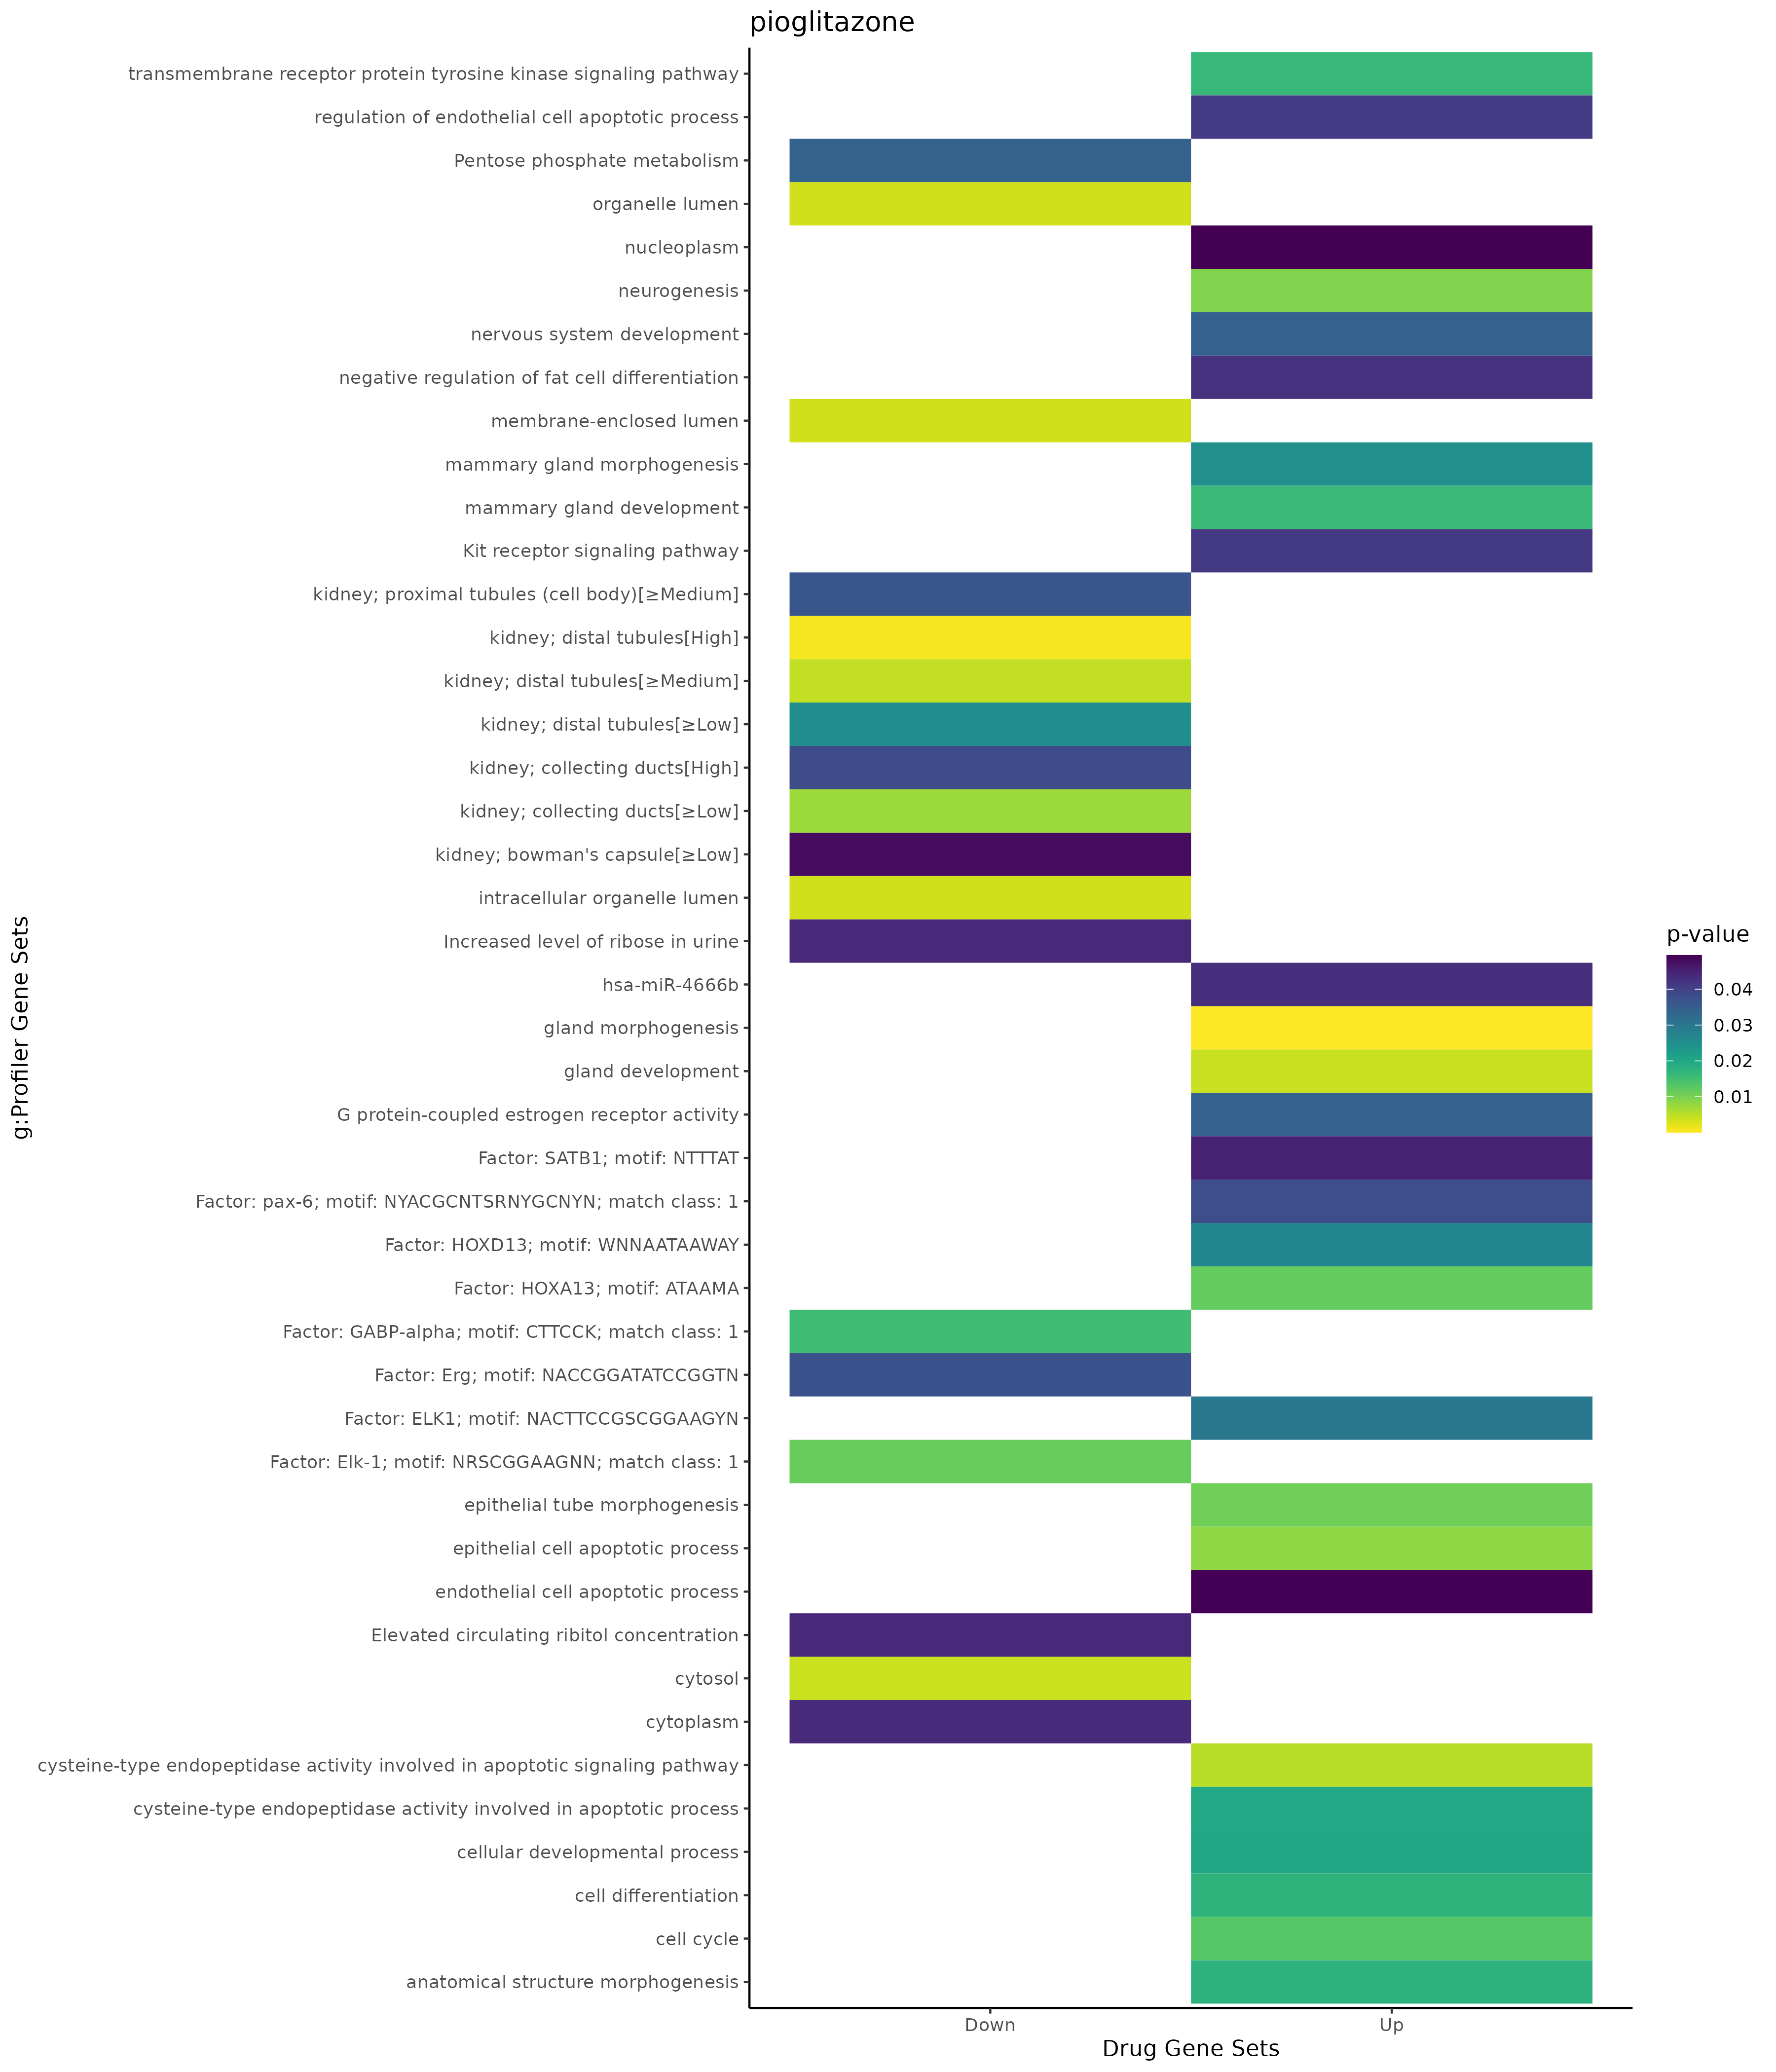 pioglitazone
transmembrane receptor protein tyrosine kinase signaling pathway
regulation of endothelial cell apoptotic process
Pentose phosphate metabolism
organelle lumen
nucleoplasm
neurogenesis
nervous system development
negative regulation of fat cell differentiation
membrane-enclosed lumen
mammary gland morphogenesis
mammary gland development
Kit receptor signaling pathway
kidney; proximal tubules (cell body)[≥Medium]
kidney; distal tubules[High]
kidney; distal tubules[≥Medium]
kidney; distal tubules[≥Low]
kidney; collecting ducts[High]
kidney; collecting ducts[≥Low]
kidney; bowman's capsule[≥Low]
intracellular organelle lumen
Increased level of ribose in urine
hsa-miR-4666b
gland morphogenesis
gland development
G protein-coupled estrogen receptor activity
Factor: SATB1; motif: NTTTAT
Factor: pax-6; motif: NYACGCNTSRNYGCNYN; match class: 1
Factor: HOXD13; motif: WNNAATAAWAY
Factor: HOXA13; motif: ATAAMA
Factor: GABP-alpha; motif: CTTCCK; match class: 1
Factor: Erg; motif: NACCGGATATCCGGTN
Factor: ELK1; motif: NACTTCCGSCGGAAGYN
Factor: Elk-1; motif: NRSCGGAAGNN; match class: 1
epithelial tube morphogenesis
epithelial cell apoptotic process
endothelial cell apoptotic process
Elevated circulating ribitol concentration
cytosol
cytoplasm
cysteine-type endopeptidase activity involved in apoptotic signaling pathway
cysteine-type endopeptidase activity involved in apoptotic process
cellular developmental process
cell differentiation
cell cycle
anatomical structure morphogenesis
g:Profiler Gene Sets
Down
Up
Drug Gene Sets
p-value
0.04
0.03
0.02
0.01